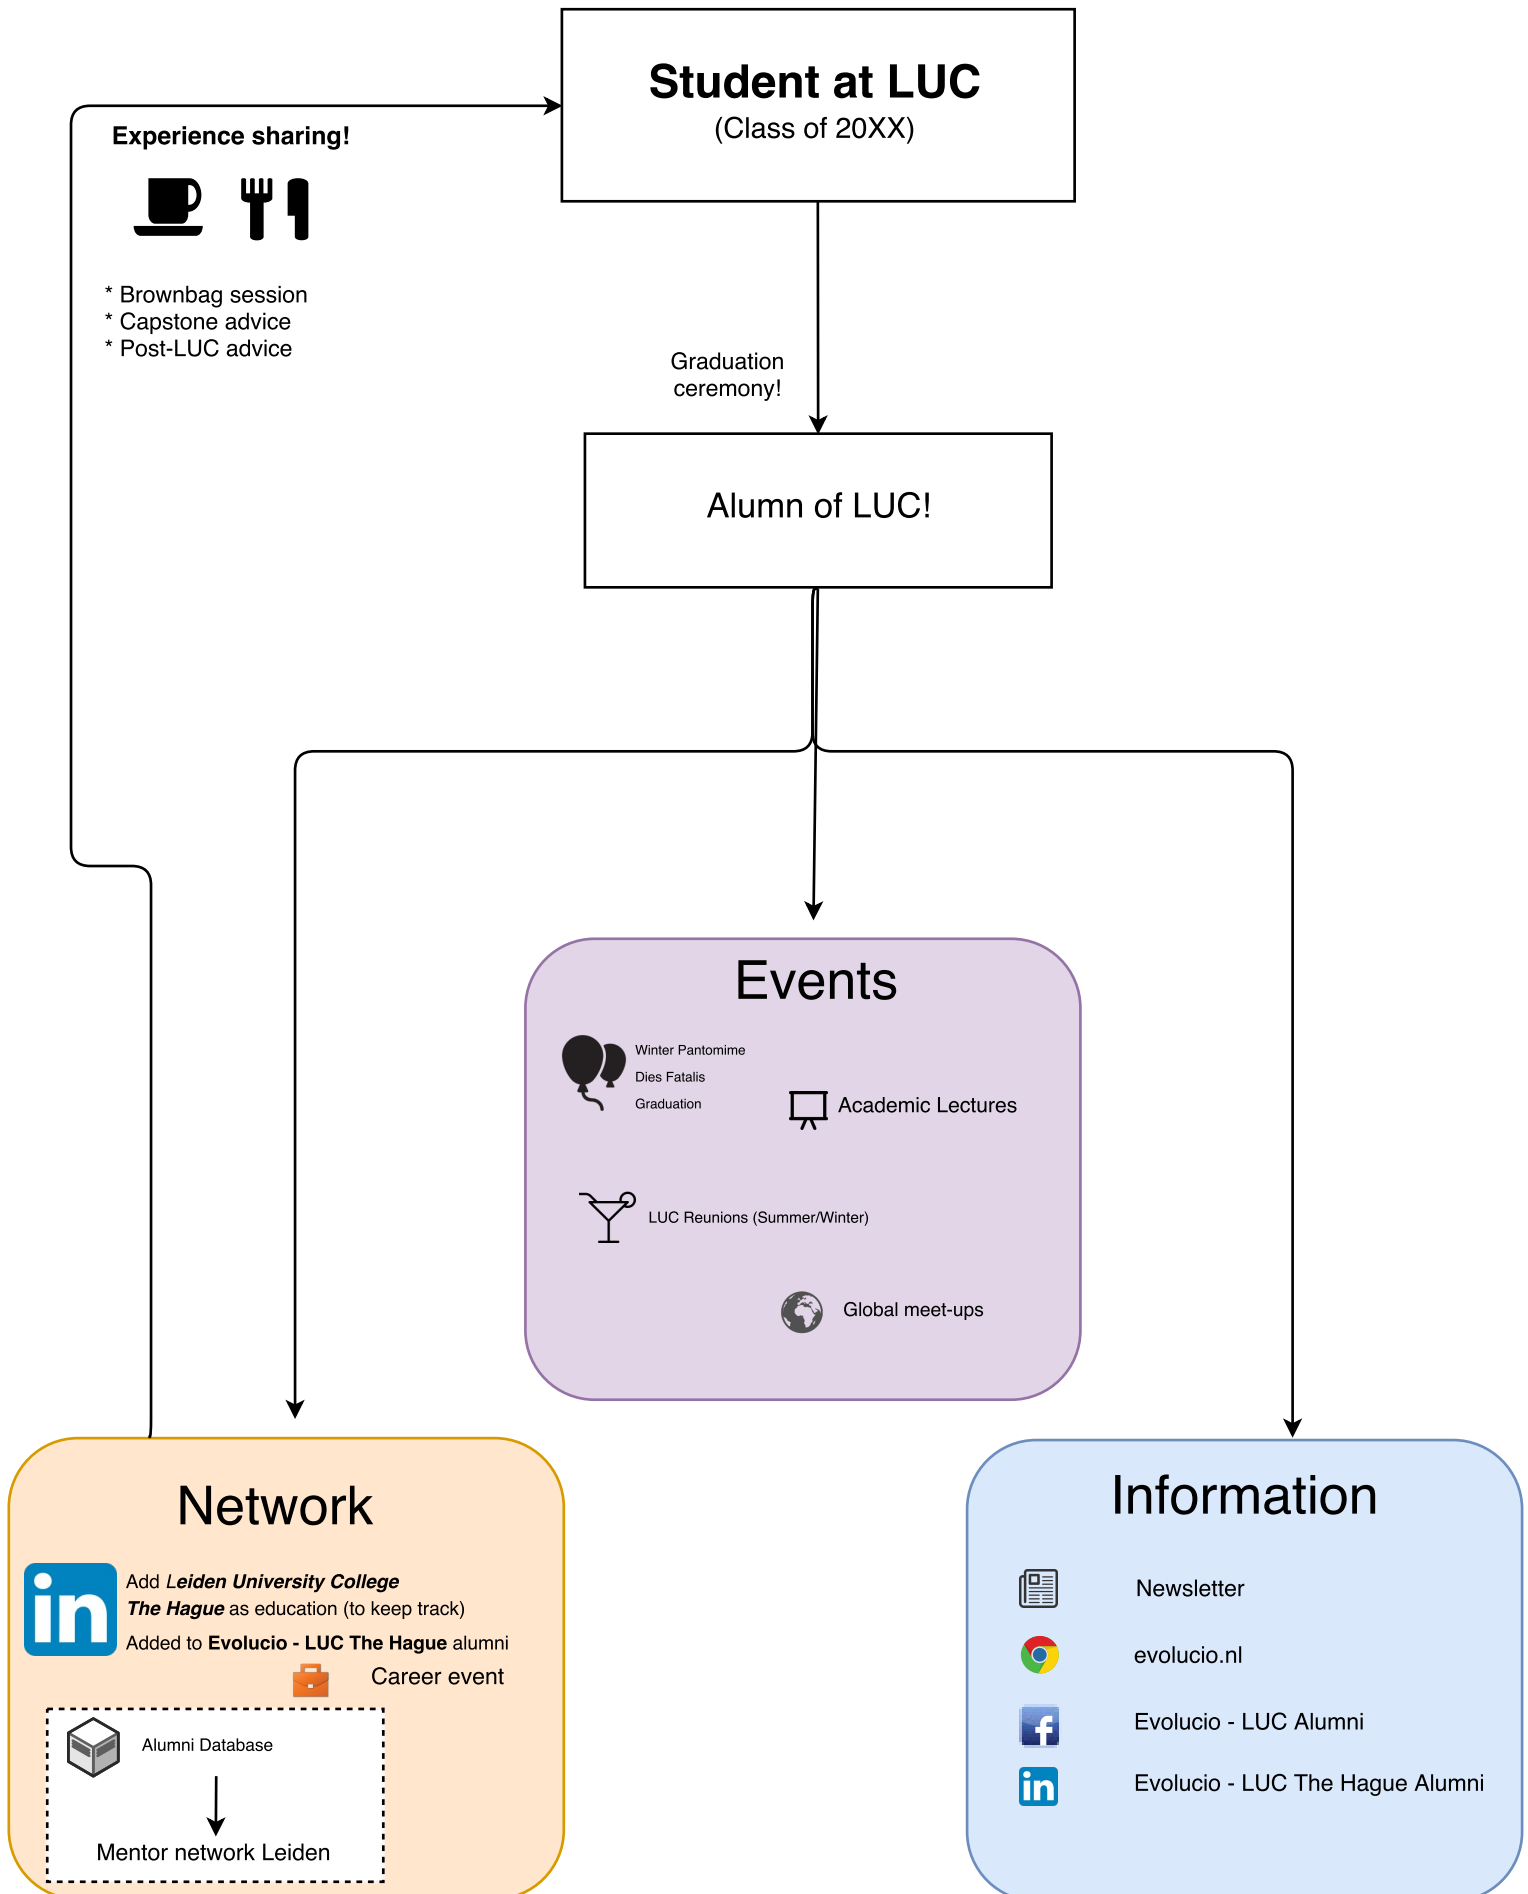 Student at LUC
(Class of 20XX)
Experience sharing!
* Brownbag session
* Capstone advice
* Post-LUC advice
Graduation
ceremony!
Alumn of LUC!
Events
Winter Pantomime
Dies Fatalis
Graduation
Academic Lectures
LUC Reunions (Summer/Winter)
Global meet-ups
Network
in
Add Leiden University College
The Hague as education (to keep track)
Added to Evolucio - LUC The Hague alumni
Career event
Alumni Database
Mentor network Leiden
Information
Newsletter
evolucio.nl
f Evolucio - LUC Alumni
in Evolucio - LUC The Hague Alumni